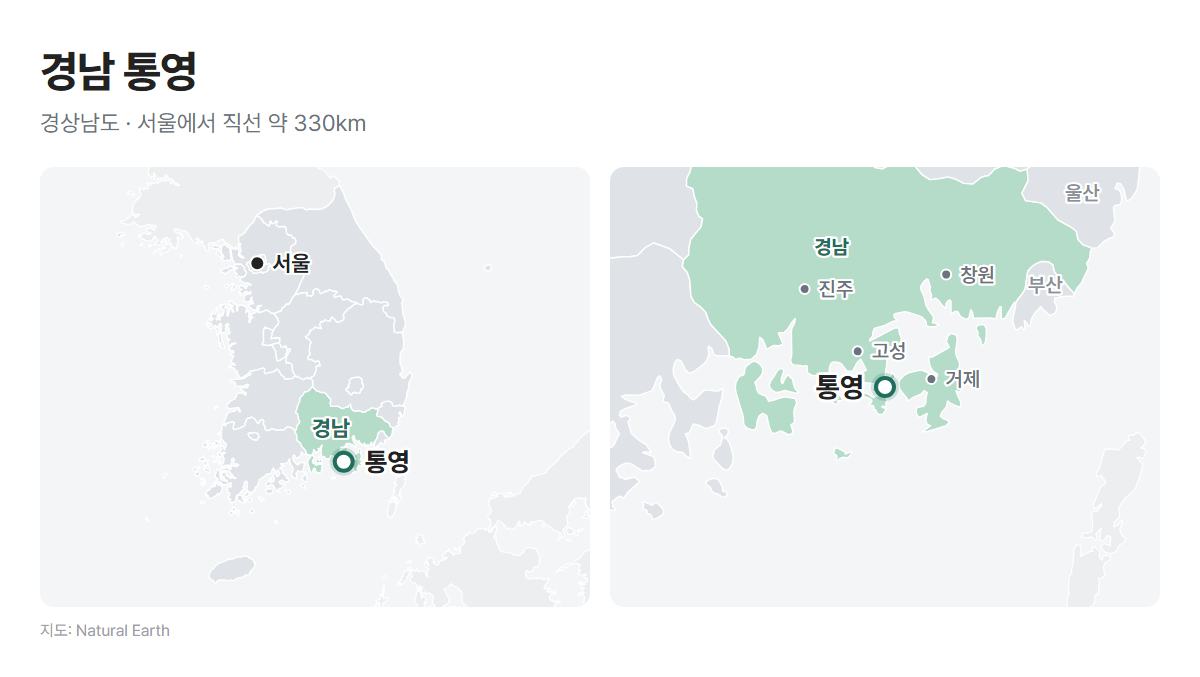 경남 통영
경상남도 · 서울에서 직선 약 330km
서울
경남
통영
울산
경남
창원
진주
부산
고성
거제
통영
지도: Natural Earth